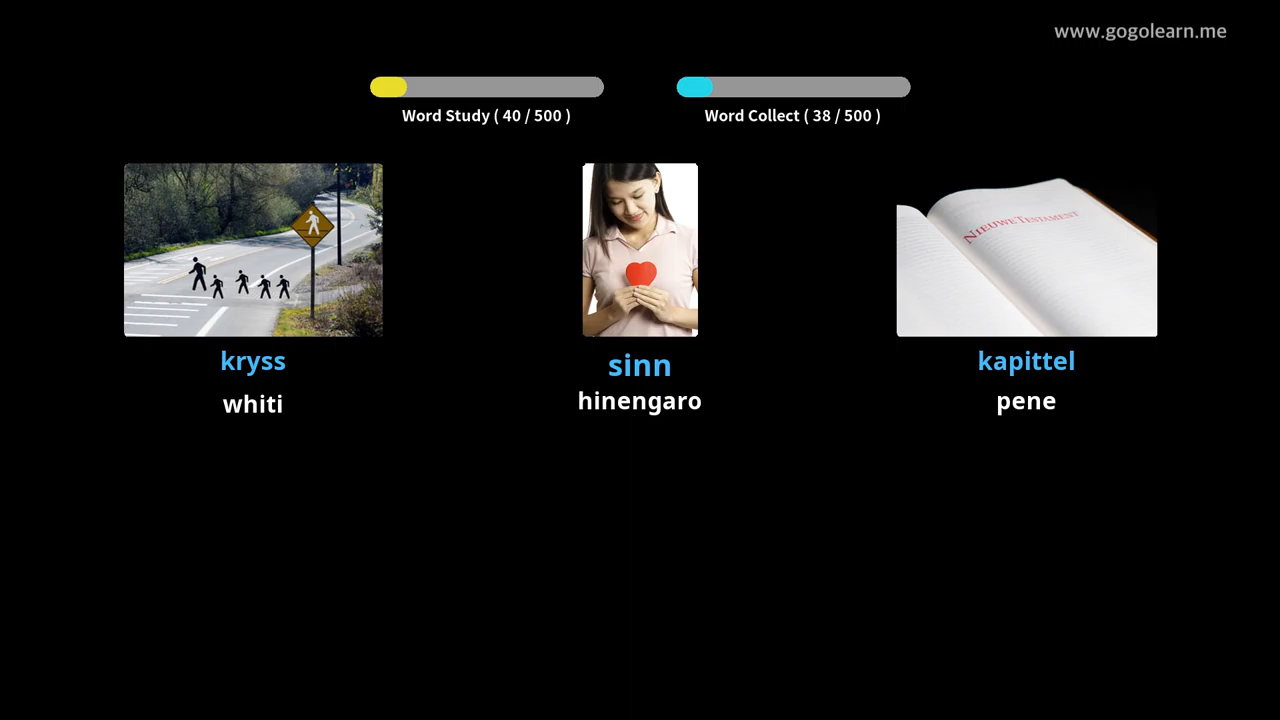 www.gogolearn.me
Word Study ( 40 / 500 )
Word Collect ( 38 / 500 )
NIEUWE TESTAMENT
kryss
sinn
kapittel
whiti
hinengaro
pene